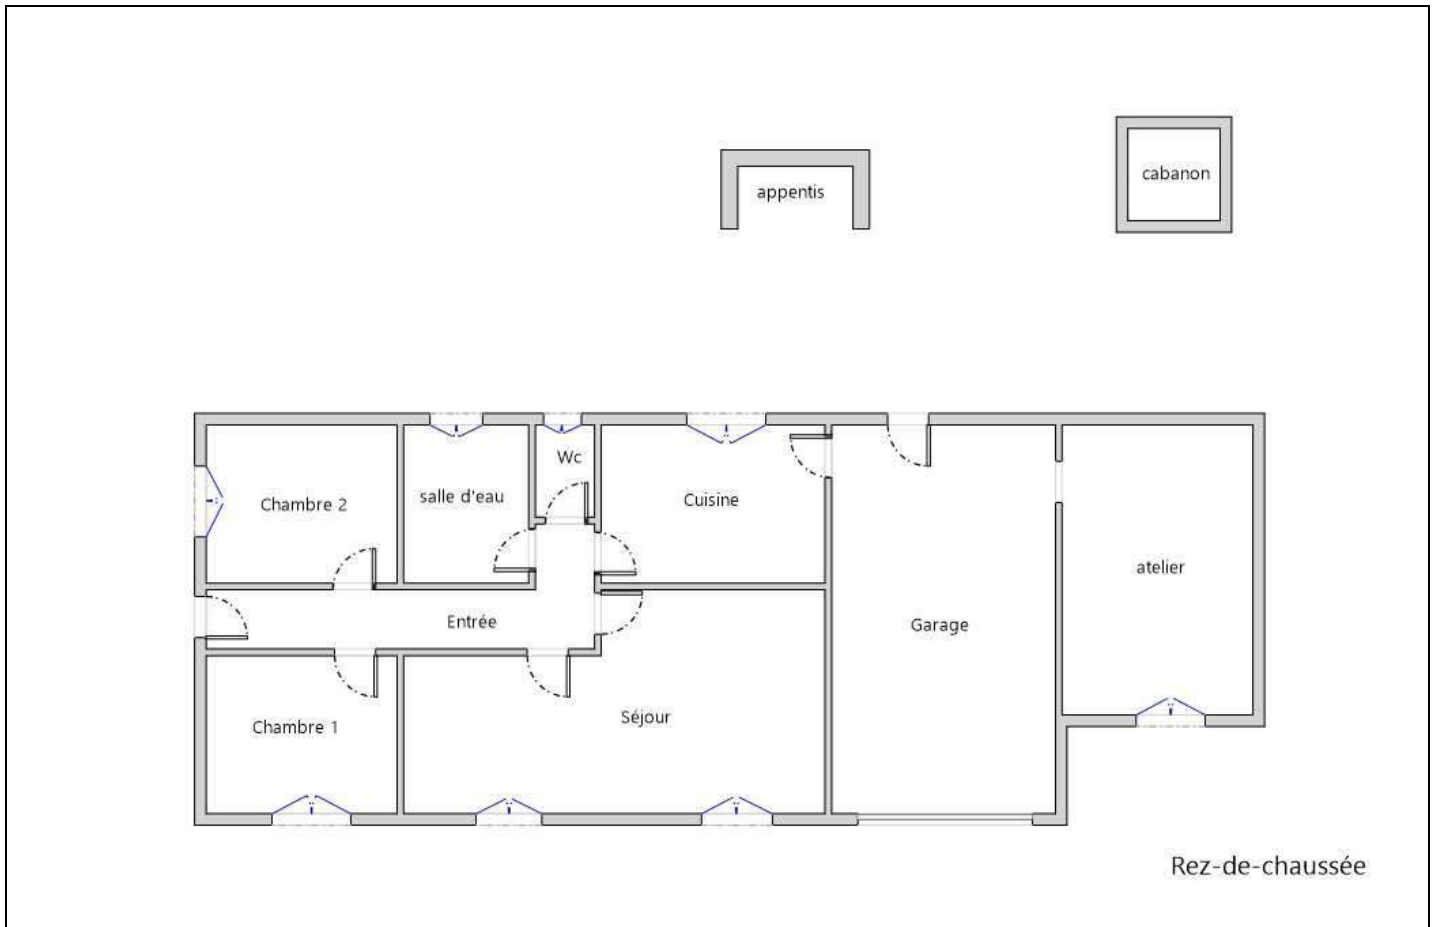 cabanon
appentis
Wc
salle d'eau
Cuisine
Chambre 2
atelier
Entrée
Garage
Séjour
Chambre 1
Rez-de-chaussée